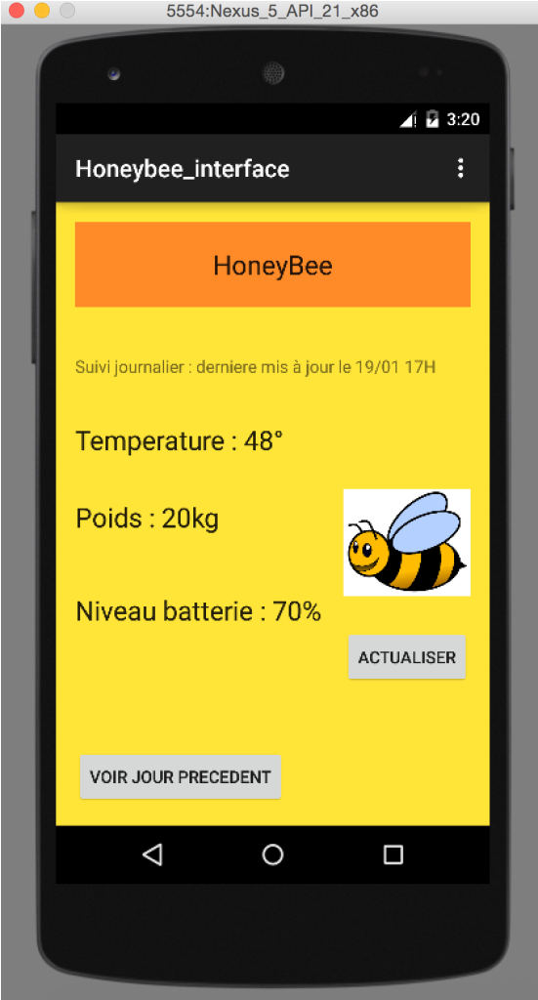 5554:Nexus_5_API_21_x86
3:20
Honeybee_interface
HoneyBee
Suivi journalier : derniere mis à jour le 19/01 17H
Temperature : 48°
Poids : 20kg
Niveau batterie : 70%
ACTUALISER
VOIR JOUR PRECEDENT